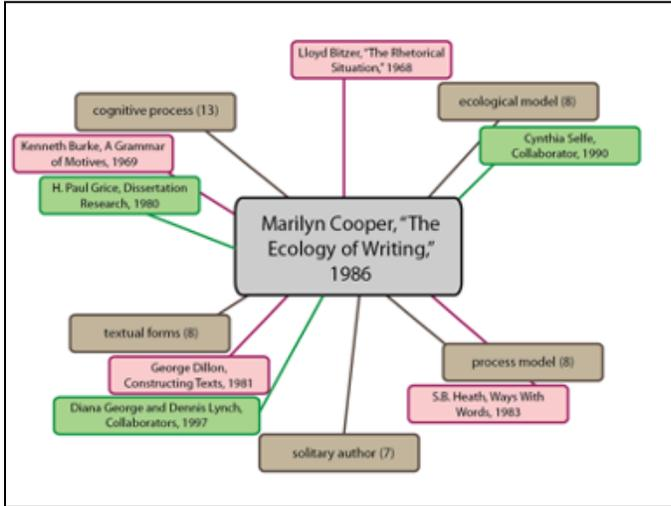 Lloyd Bitzer, "The Rhetorical
Situation," 1968
cognitive process (13)
ecological model (8)
Kenneth Burke, A Grammar
of Motives, 1969
Cynthia Selfe,
Collaborator, 1990
H. Paul Grice, Dissertation
Research, 1980
Marilyn Cooper, "The
Ecology of Writing,"
1986
textual forms (8)
process model (8)
George Dillon,
Constructing Texts, 1981
S.B. Heath, Ways With
Words, 1983
Diana George and Dennis Lynch,
Collaborators, 1997
solitary author (7)